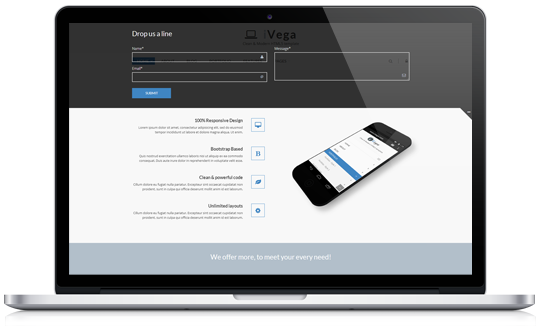 Drop us a line
iVega
Name*
Message*
Email*
SUBMIT
100% Responsive Design
Lorem ipsum dolor sit amet, consectetur adipisicing elit, sed do eiusmod
tempor incididunt ut labore et dolore magna aliqua.
Bootstrap Based
B
Quis nostrud exercitation ullamco laboris nisi ut aliquip ex ea commodo
consequat. Duis aute irure dolor in reprehenderit in voluptate velit esse
Clean & powerful code
Cillum dolore eu fugiat nulla pariatur. Excepteur sint occaecat cupidatat non
proident, sunt in culpa qui officia deserunt mollit anim id est laborum.
Unlimited layouts
Cillum dolore eu fugiat nulla pariatur. Excepteur sint occaecat cupidatat non
proident, sunt in culpa qui officia deserunt mollit anim id est laborum.
We offer more, to meet your every need!